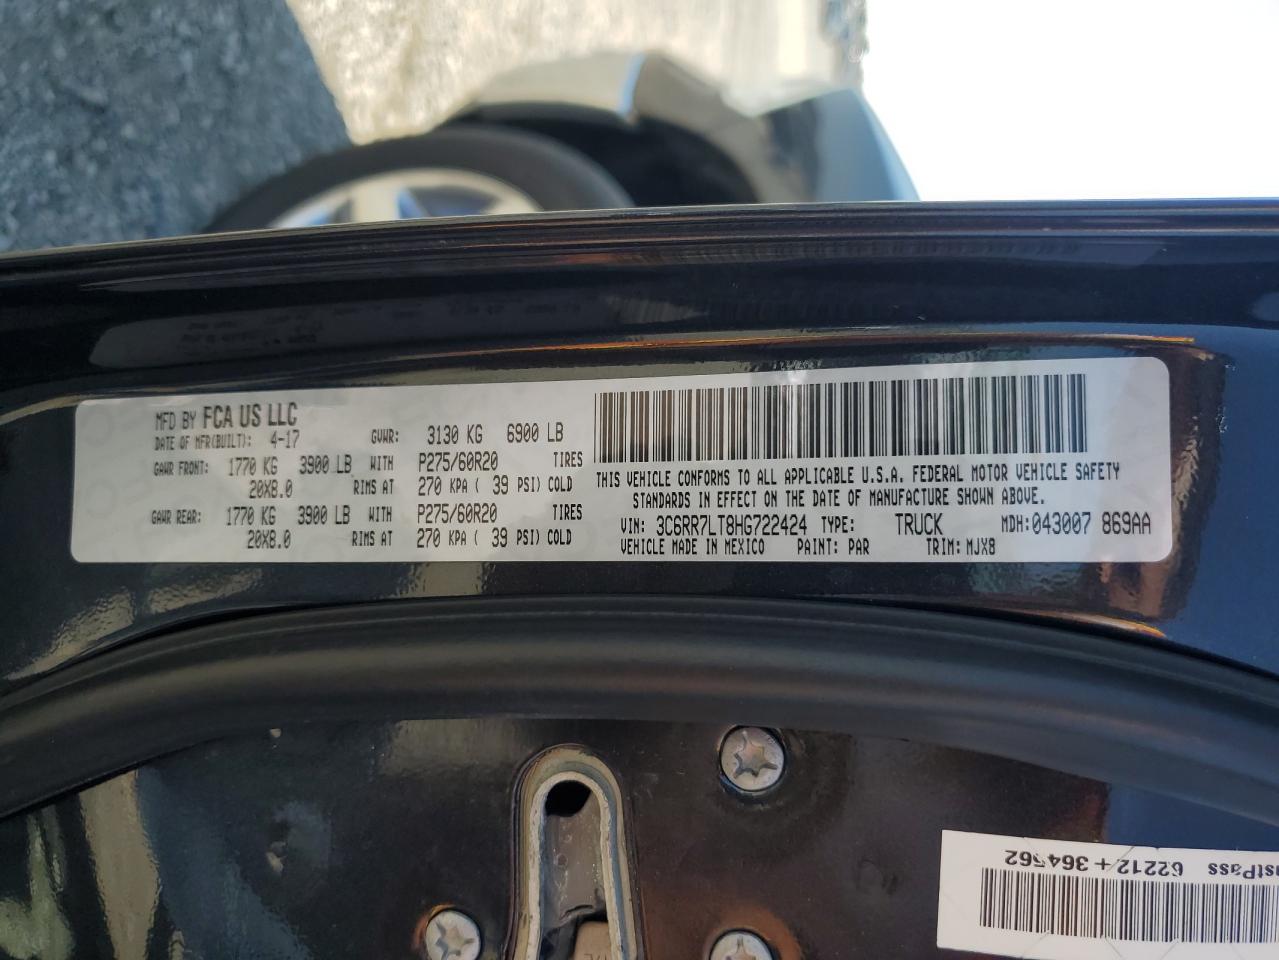 MFD BY FCA US LLC
DATE OF MFR(BUILT): 4-17 GVWR: 3130 KG 6900 LB
GAWR FRONT: 1770 KG 3900 LB WITH P275/60R20 TIRES
20X8.0 RIMS AT 270 KPA ( 39 PSI) COLD
GAWR REAR: 1770 KG 3900 LB WITH P275/60R20 TIRES
20X8.0 RIMS AT 270 KPA ( 39 PSI) COLD
THIS VEHICLE CONFORMS TO ALL APPLICABLE U.S.A. FEDERAL MOTOR VEHICLE SAFETY
STANDARDS IN EFFECT ON THE DATE OF MANUFACTURE SHOWN ABOVE.
VIN: 3C6RR7LT8HG722424 TYPE: TRUCK MDH:043007 869AA
VEHICLE MADE IN MEXICO PAINT: PAR TRIM: MJX8
62212 + 364562